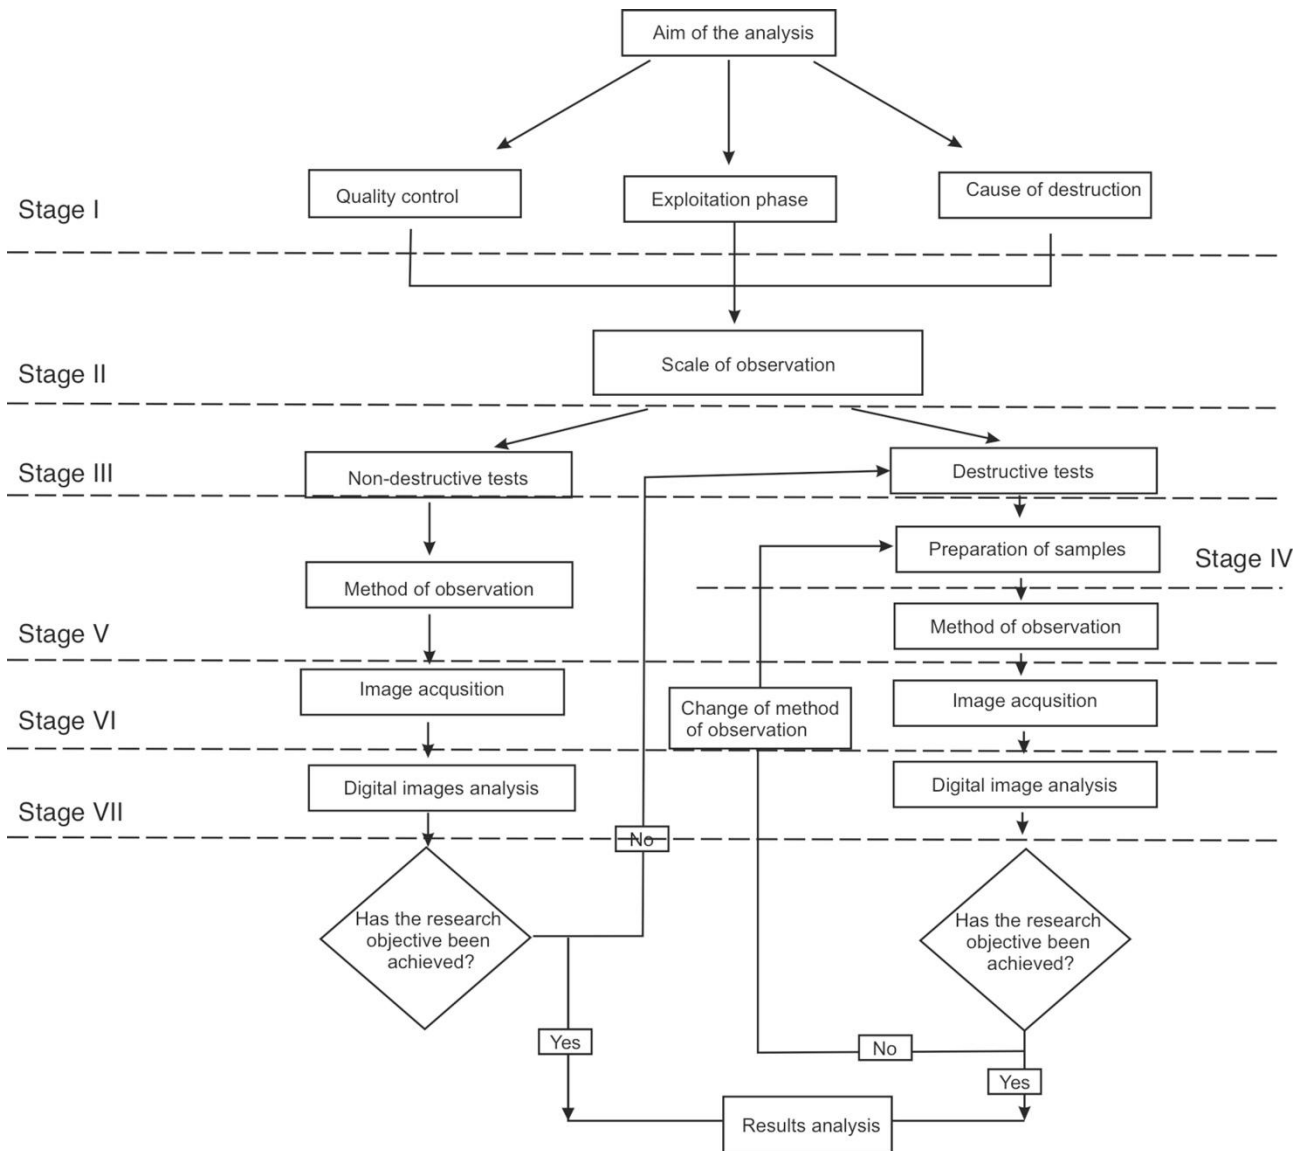 Aim of the analysis
Stage I
Quality control
Exploitation phase
Cause of destruction
Stage II
Scale of observation
Stage III
Non-destructive tests
Destructive tests
Preparation of samples
Stage IV
Method of observation
Method of observation
Stage V
Image acqusition
Change of method
of observation
Image acqusition
Stage VI
Digital images analysis
Digital image analysis
Stage VII
No
Has the research
objective been
achieved?
Has the research
objective been
achieved?
Yes
No
Yes
Results analysis